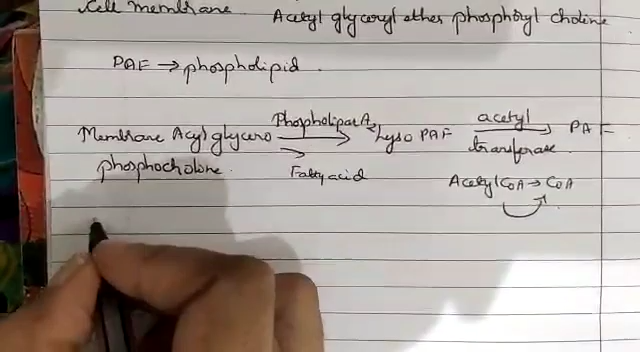 Cell membrane Acetyl glyceryl ether phosphoryl choline
PAF → phospholipid
Membrane Acyl glycero Phospholipase A2 Lyso PAF acetyl PAF
phosphocholine. Fatty acid transferase.
Acetyl CoA → CoA